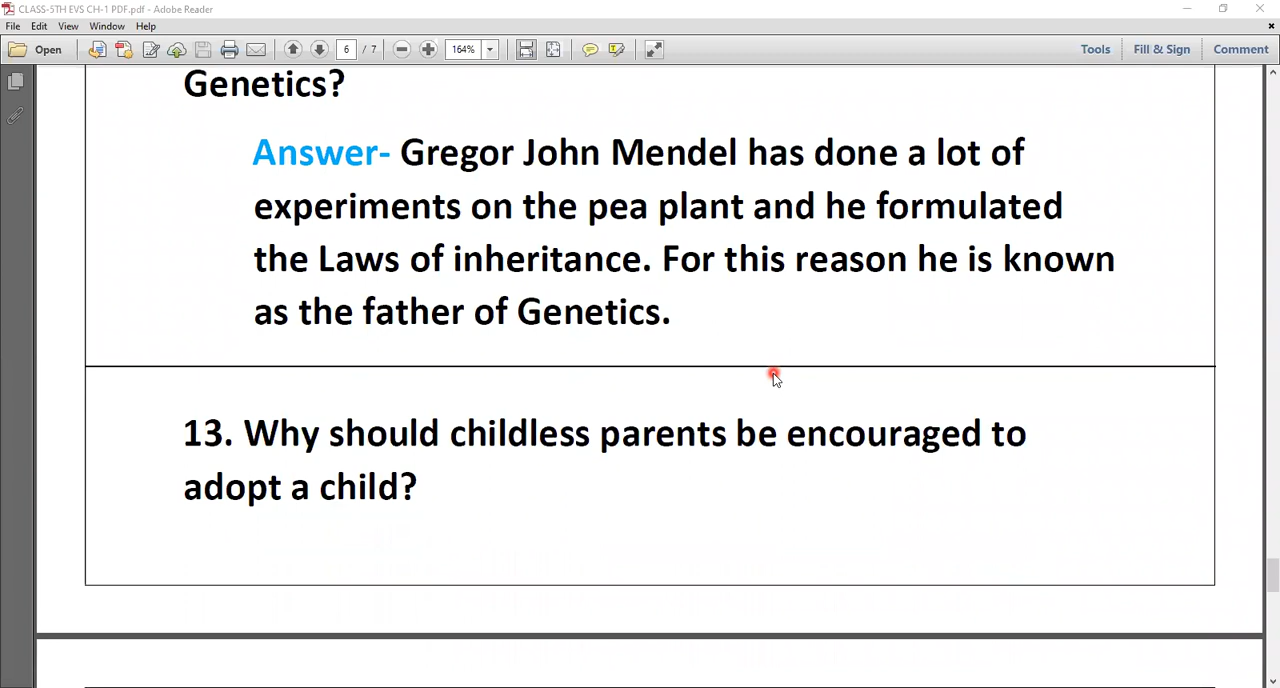 CLASS-5TH EVS CH-1 PDF.pdf - Adobe Reader
File Edit View Window Help
Open 6 / 7 164% Tools Fill & Sign Comment
Genetics?
Answer- Gregor John Mendel has done a lot of
experiments on the pea plant and he formulated
the Laws of inheritance. For this reason he is known
as the father of Genetics.
13. Why should childless parents be encouraged to
adopt a child?